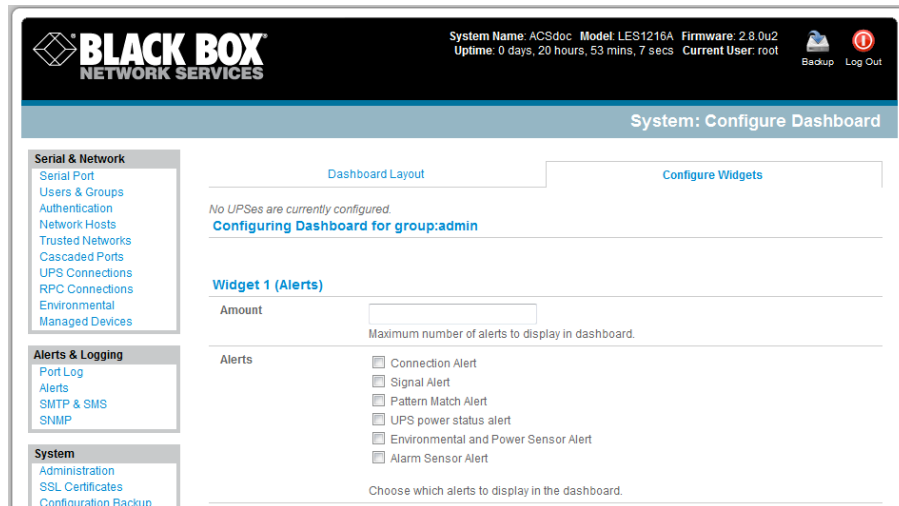 BLACK BOX
NETWORK SERVICES
System Name: ACSdoc Model: LES1216A Firmware: 2.8.0u2
Uptime: 0 days, 20 hours, 53 mins, 7 secs Current User: root
Backup
Log Out
System: Configure Dashboard
Serial & Network
Serial Port
Users & Groups
Authentication
Network Hosts
Trusted Networks
Cascaded Ports
UPS Connections
RPC Connections
Environmental
Managed Devices
Alerts & Logging
Port Log
Alerts
SMTP & SMS
SNMP
System
Administration
SSL Certificates
Configuration Backup
Dashboard Layout
Configure Widgets
No UPSes are currently configured.
Configuring Dashboard for group:admin
Widget 1 (Alerts)
Amount
Maximum number of alerts to display in dashboard.
Alerts
Connection Alert
Signal Alert
Pattern Match Alert
UPS power status alert
Environmental and Power Sensor Alert
Alarm Sensor Alert
Choose which alerts to display in the dashboard.